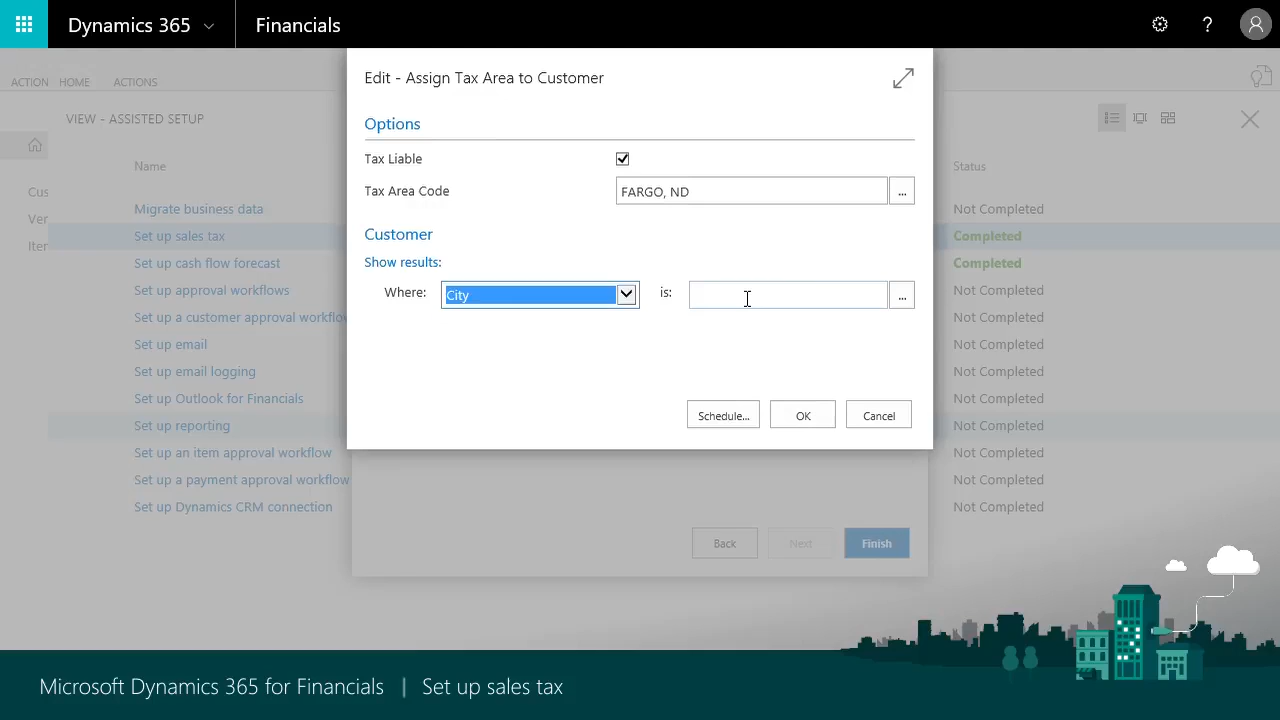 Dynamics 365
Financials
?
ACTION HOME ACTIONS
VIEW - ASSISTED SETUP
Edit - Assign Tax Area to Customer
Options
Tax Liable
Tax Area Code FARGO, ND ...
Customer
Show results:
Where: City is: ...
Schedule... OK Cancel
Name Status
Migrate business data Not Completed
Set up sales tax Completed
Set up cash flow forecast Completed
Set up approval workflows Not Completed
Set up a customer approval workflow Not Completed
Set up email Not Completed
Set up email logging Not Completed
Set up Outlook for Financials Not Completed
Set up reporting Not Completed
Set up an item approval workflow Not Completed
Set up a payment approval workflow Not Completed
Set up Dynamics CRM connection Not Completed
Cus
Ver
Iter
Back Next Finish
Microsoft Dynamics 365 for Financials | Set up sales tax